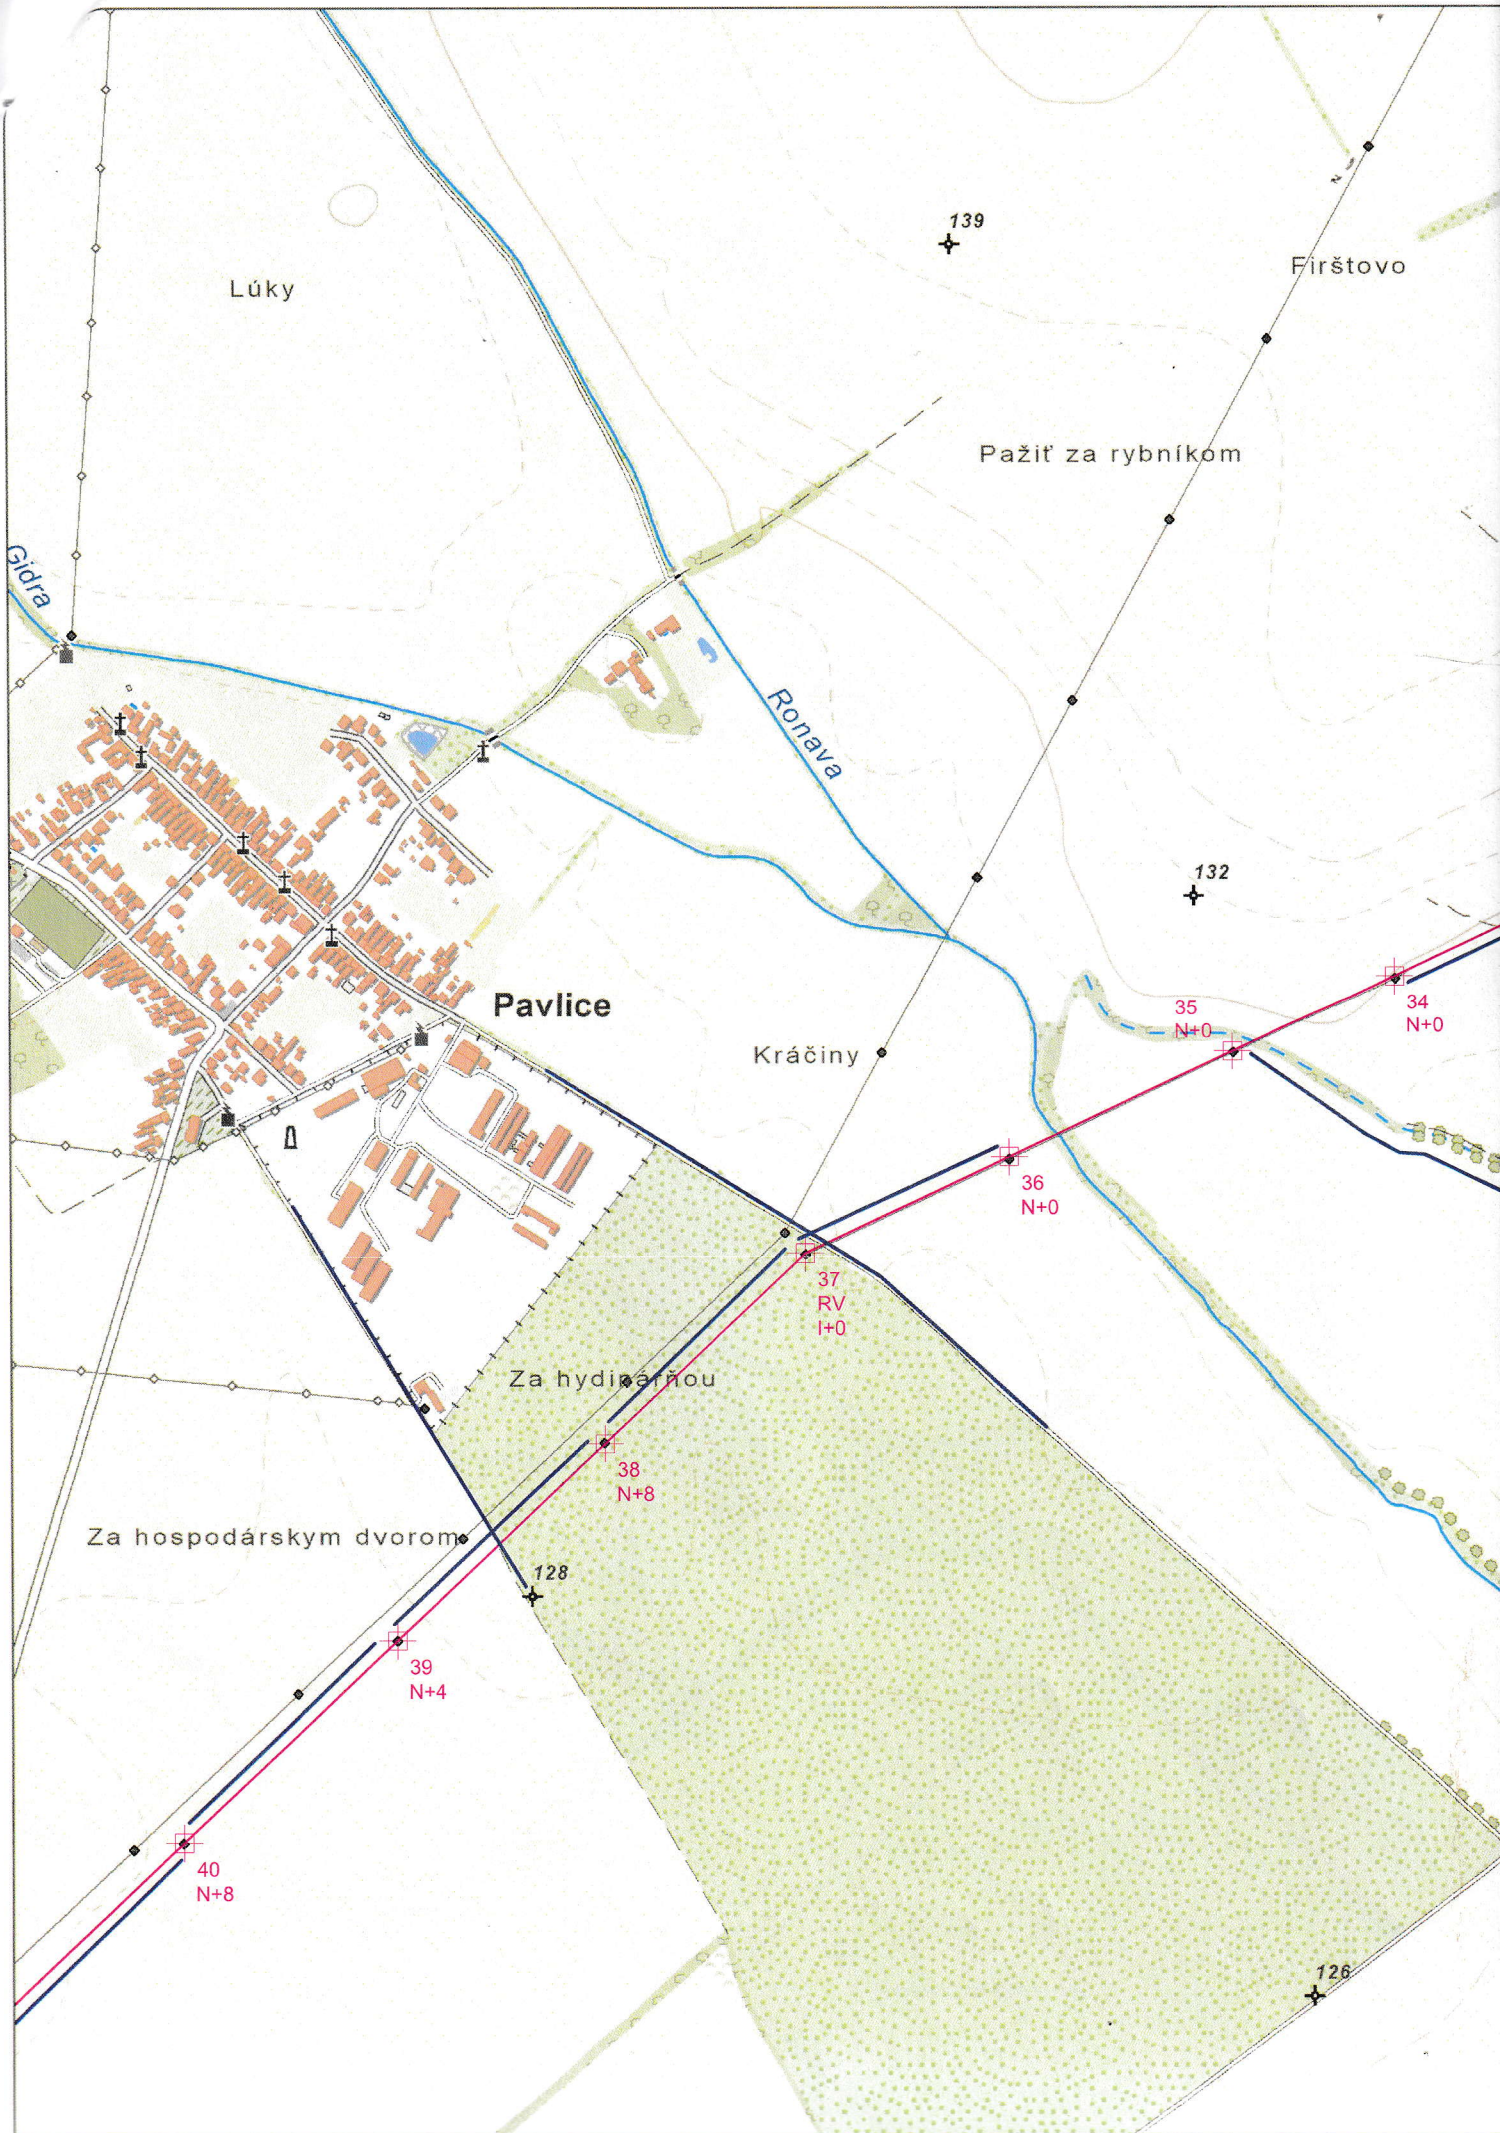 139
Firštovo
Lúky
Pažiť za rybníkom
Gidra
Ronava
132
Pavlice
35
N+0
34
N+0
Kráčiny
36
N+0
37
RV
I+0
Za hydinárňou
38
N+8
Za hospodárskym dvorom
128
39
N+4
40
N+8
126